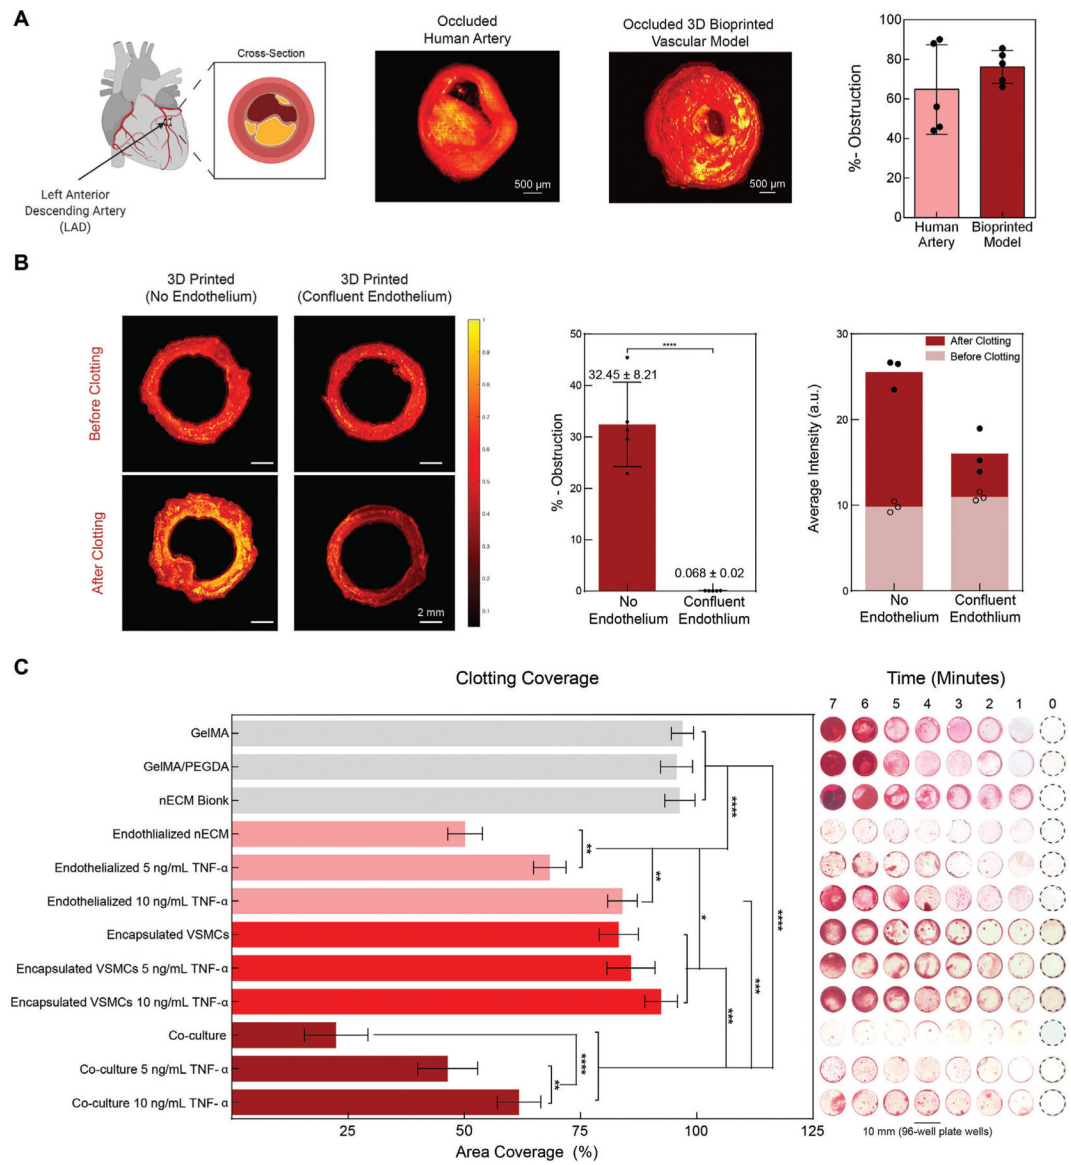 A
Cross-Section
Left Anterior
Descending Artery
(LAD)
Occluded
Human Artery
500 µm
Occluded 3D Bioprinted
Vascular Model
500 µm
%- Obstruction
100
80
60
40
20
0
Human
Artery
Bioprinted
Model
B
3D Printed
(No Endothelium)
3D Printed
(Confluent Endothelium)
Before Clotting
After Clotting
2 mm
1
0.9
0.8
0.7
0.6
0.5
0.4
0.3
0.2
0.1
% - Obstruction
50
40
30
20
10
0
****
32.45 ± 8.21
0.068 ± 0.02
No
Endothelium
Confluent
Endothlium
Average Intensity (a.u.)
30
20
10
0
After Clotting
Before Clotting
No
Endothelium
Confluent
Endothlium
C
Clotting Coverage
Time (Minutes)
7 6 5 4 3 2 1 0
GelMA
GelMA/PEGDA
nECM Bionk
Endothlialized nECM
Endothelialized 5 ng/mL TNF-α
Endothelialized 10 ng/mL TNF-α
Encapsulated VSMCs
Encapsulated VSMCs 5 ng/mL TNF- α
Encapsulated VSMCs 10 ng/mL TNF-α
Co-culture
Co-culture 5 ng/mL TNF- α
Co-culture 10 ng/mL TNF- α
**
**
****
*
****
***
***
****
**
25 50 75 100 125
Area Coverage (%)
10 mm (96-well plate wells)